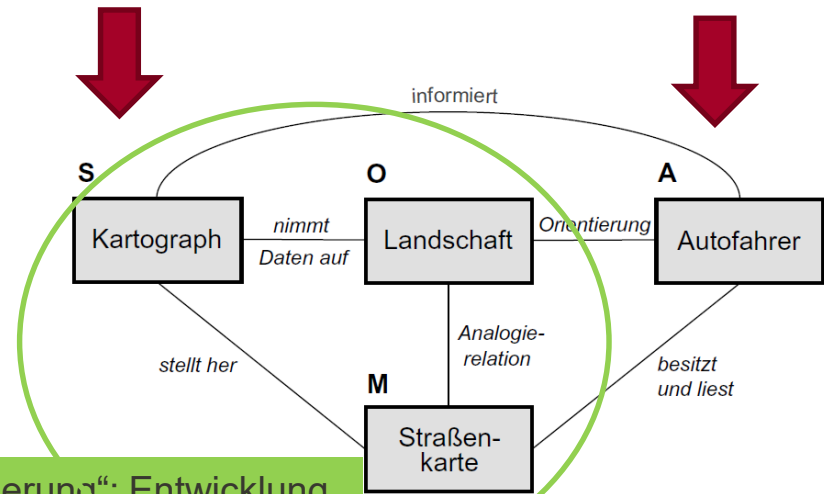 informiert
S
O
A
Kartograph
nimmt
Daten auf
Landschaft
Orientierung
Autofahrer
stellt her
Analogie-
relation
besitzt
und liest
M
Straßen-
karte
Entwicklung